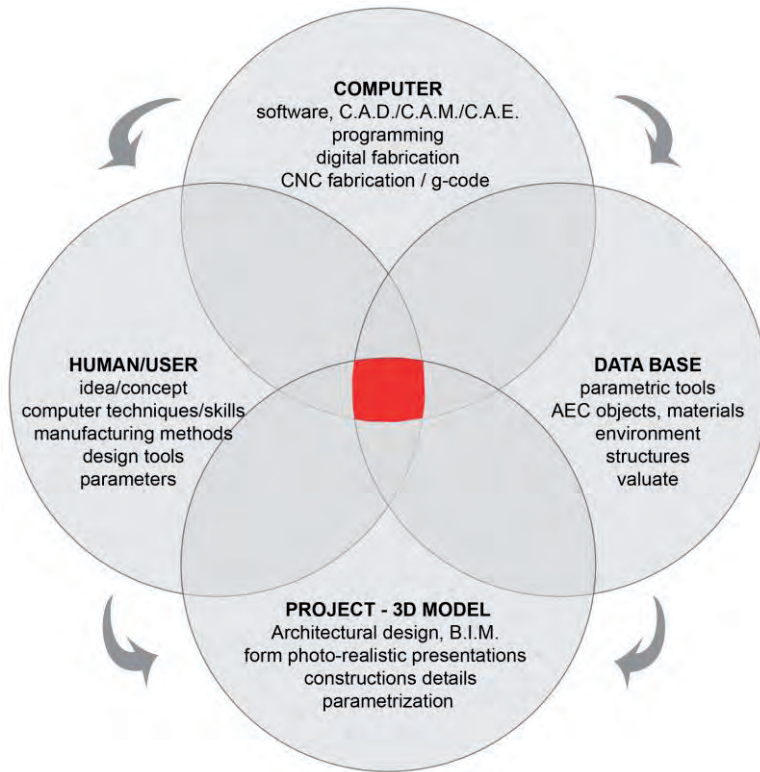 COMPUTER
software, C.A.D./C.A.M./C.A.E.
programming
digital fabrication
CNC fabrication / g-code
HUMAN/USER
idea/concept
computer techniques/skills
manufacturing methods
design tools
parameters
DATA BASE
parametric tools
AEC objects, materials
environment
structures
valuate
PROJECT - 3D MODEL
Architectural design, B.I.M.
form photo-realistic presentations
constructions details
parametrization